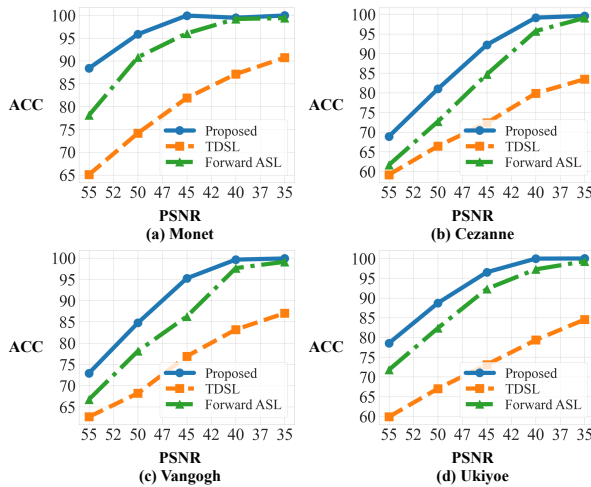 100
95
90
85
80
75
70
65
ACC
Proposed
TDSL
Forward ASL
55 52 50 47 45 42 40 37 35
PSNR
(a) Monet
100
95
90
85
80
75
70
65
60
ACC
Proposed
TDSL
Forward ASL
55 52 50 47 45 42 40 37 35
PSNR
(b) Cezanne
100
95
90
85
80
75
70
65
ACC
Proposed
TDSL
Forward ASL
55 52 50 47 45 42 40 37 35
PSNR
(c) Vangogh
100
95
90
85
80
75
70
65
60
ACC
Proposed
TDSL
Forward ASL
55 52 50 47 45 42 40 37 35
PSNR
(d) Ukiyoe